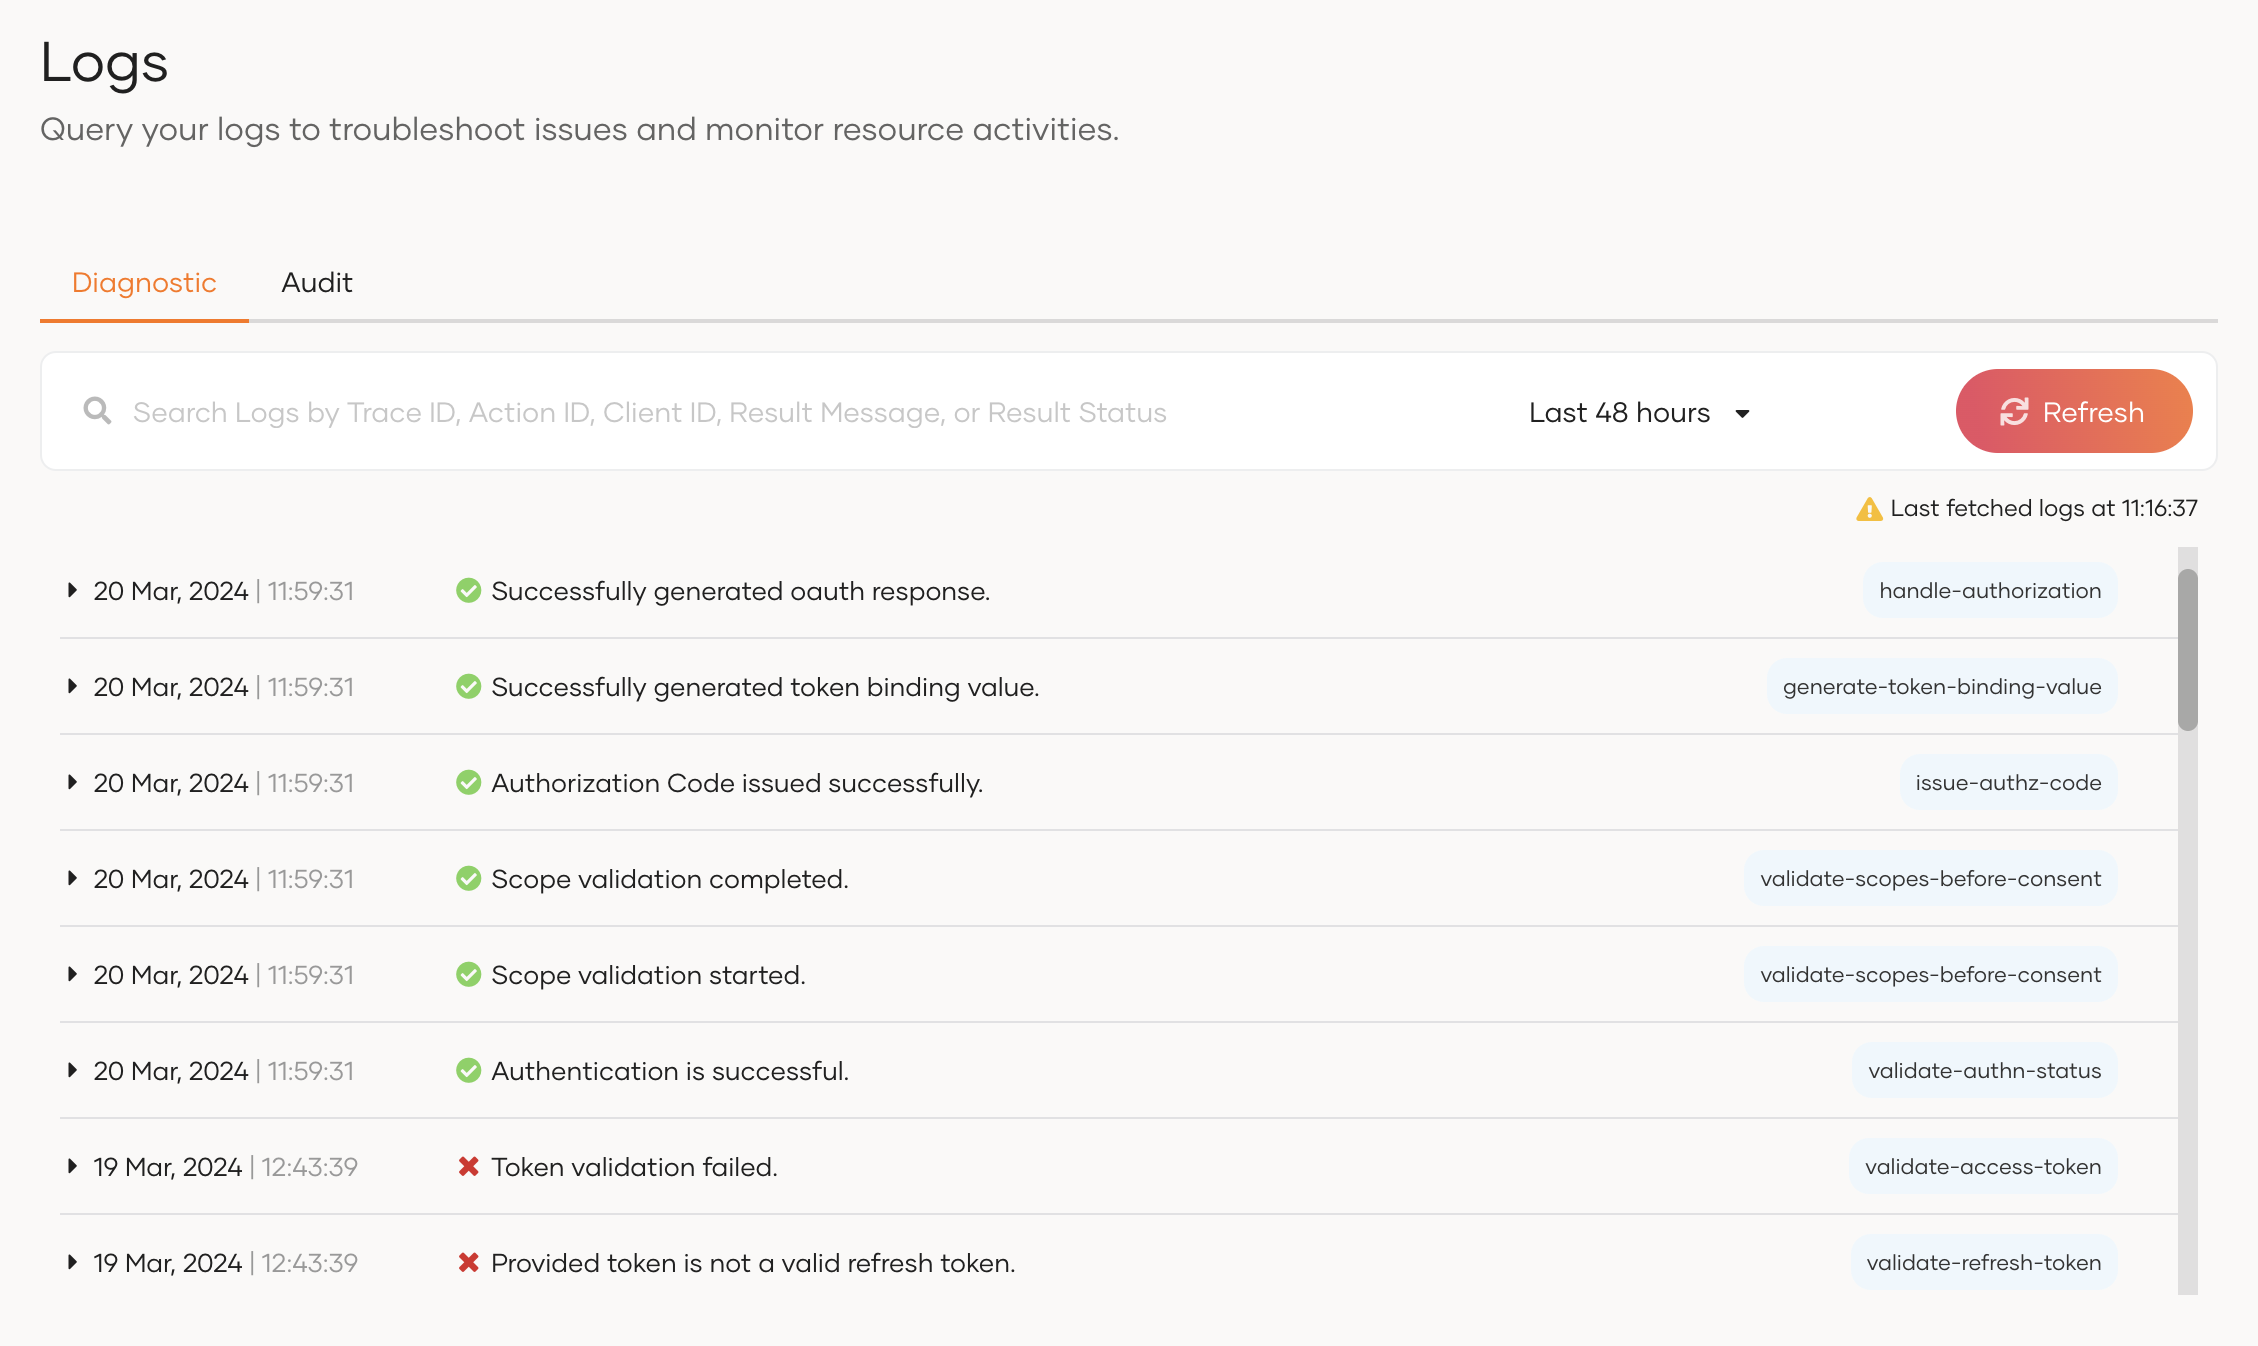 Logs
Query your logs to troubleshoot issues and monitor resource activities.
Diagnostic Audit
Search Logs by Trace ID, Action ID, Client ID, Result Message, or Result Status Last 48 hours Refresh
Last fetched logs at 11:16:37
20 Mar, 2024 | 11:59:31 Successfully generated oauth response. handle-authorization
20 Mar, 2024 | 11:59:31 Successfully generated token binding value. generate-token-binding-value
20 Mar, 2024 | 11:59:31 Authorization Code issued successfully. issue-authz-code
20 Mar, 2024 | 11:59:31 Scope validation completed. validate-scopes-before-consent
20 Mar, 2024 | 11:59:31 Scope validation started. validate-scopes-before-consent
20 Mar, 2024 | 11:59:31 Authentication is successful. validate-authn-status
19 Mar, 2024 | 12:43:39 Token validation failed. validate-access-token
19 Mar, 2024 | 12:43:39 Provided token is not a valid refresh token. validate-refresh-token